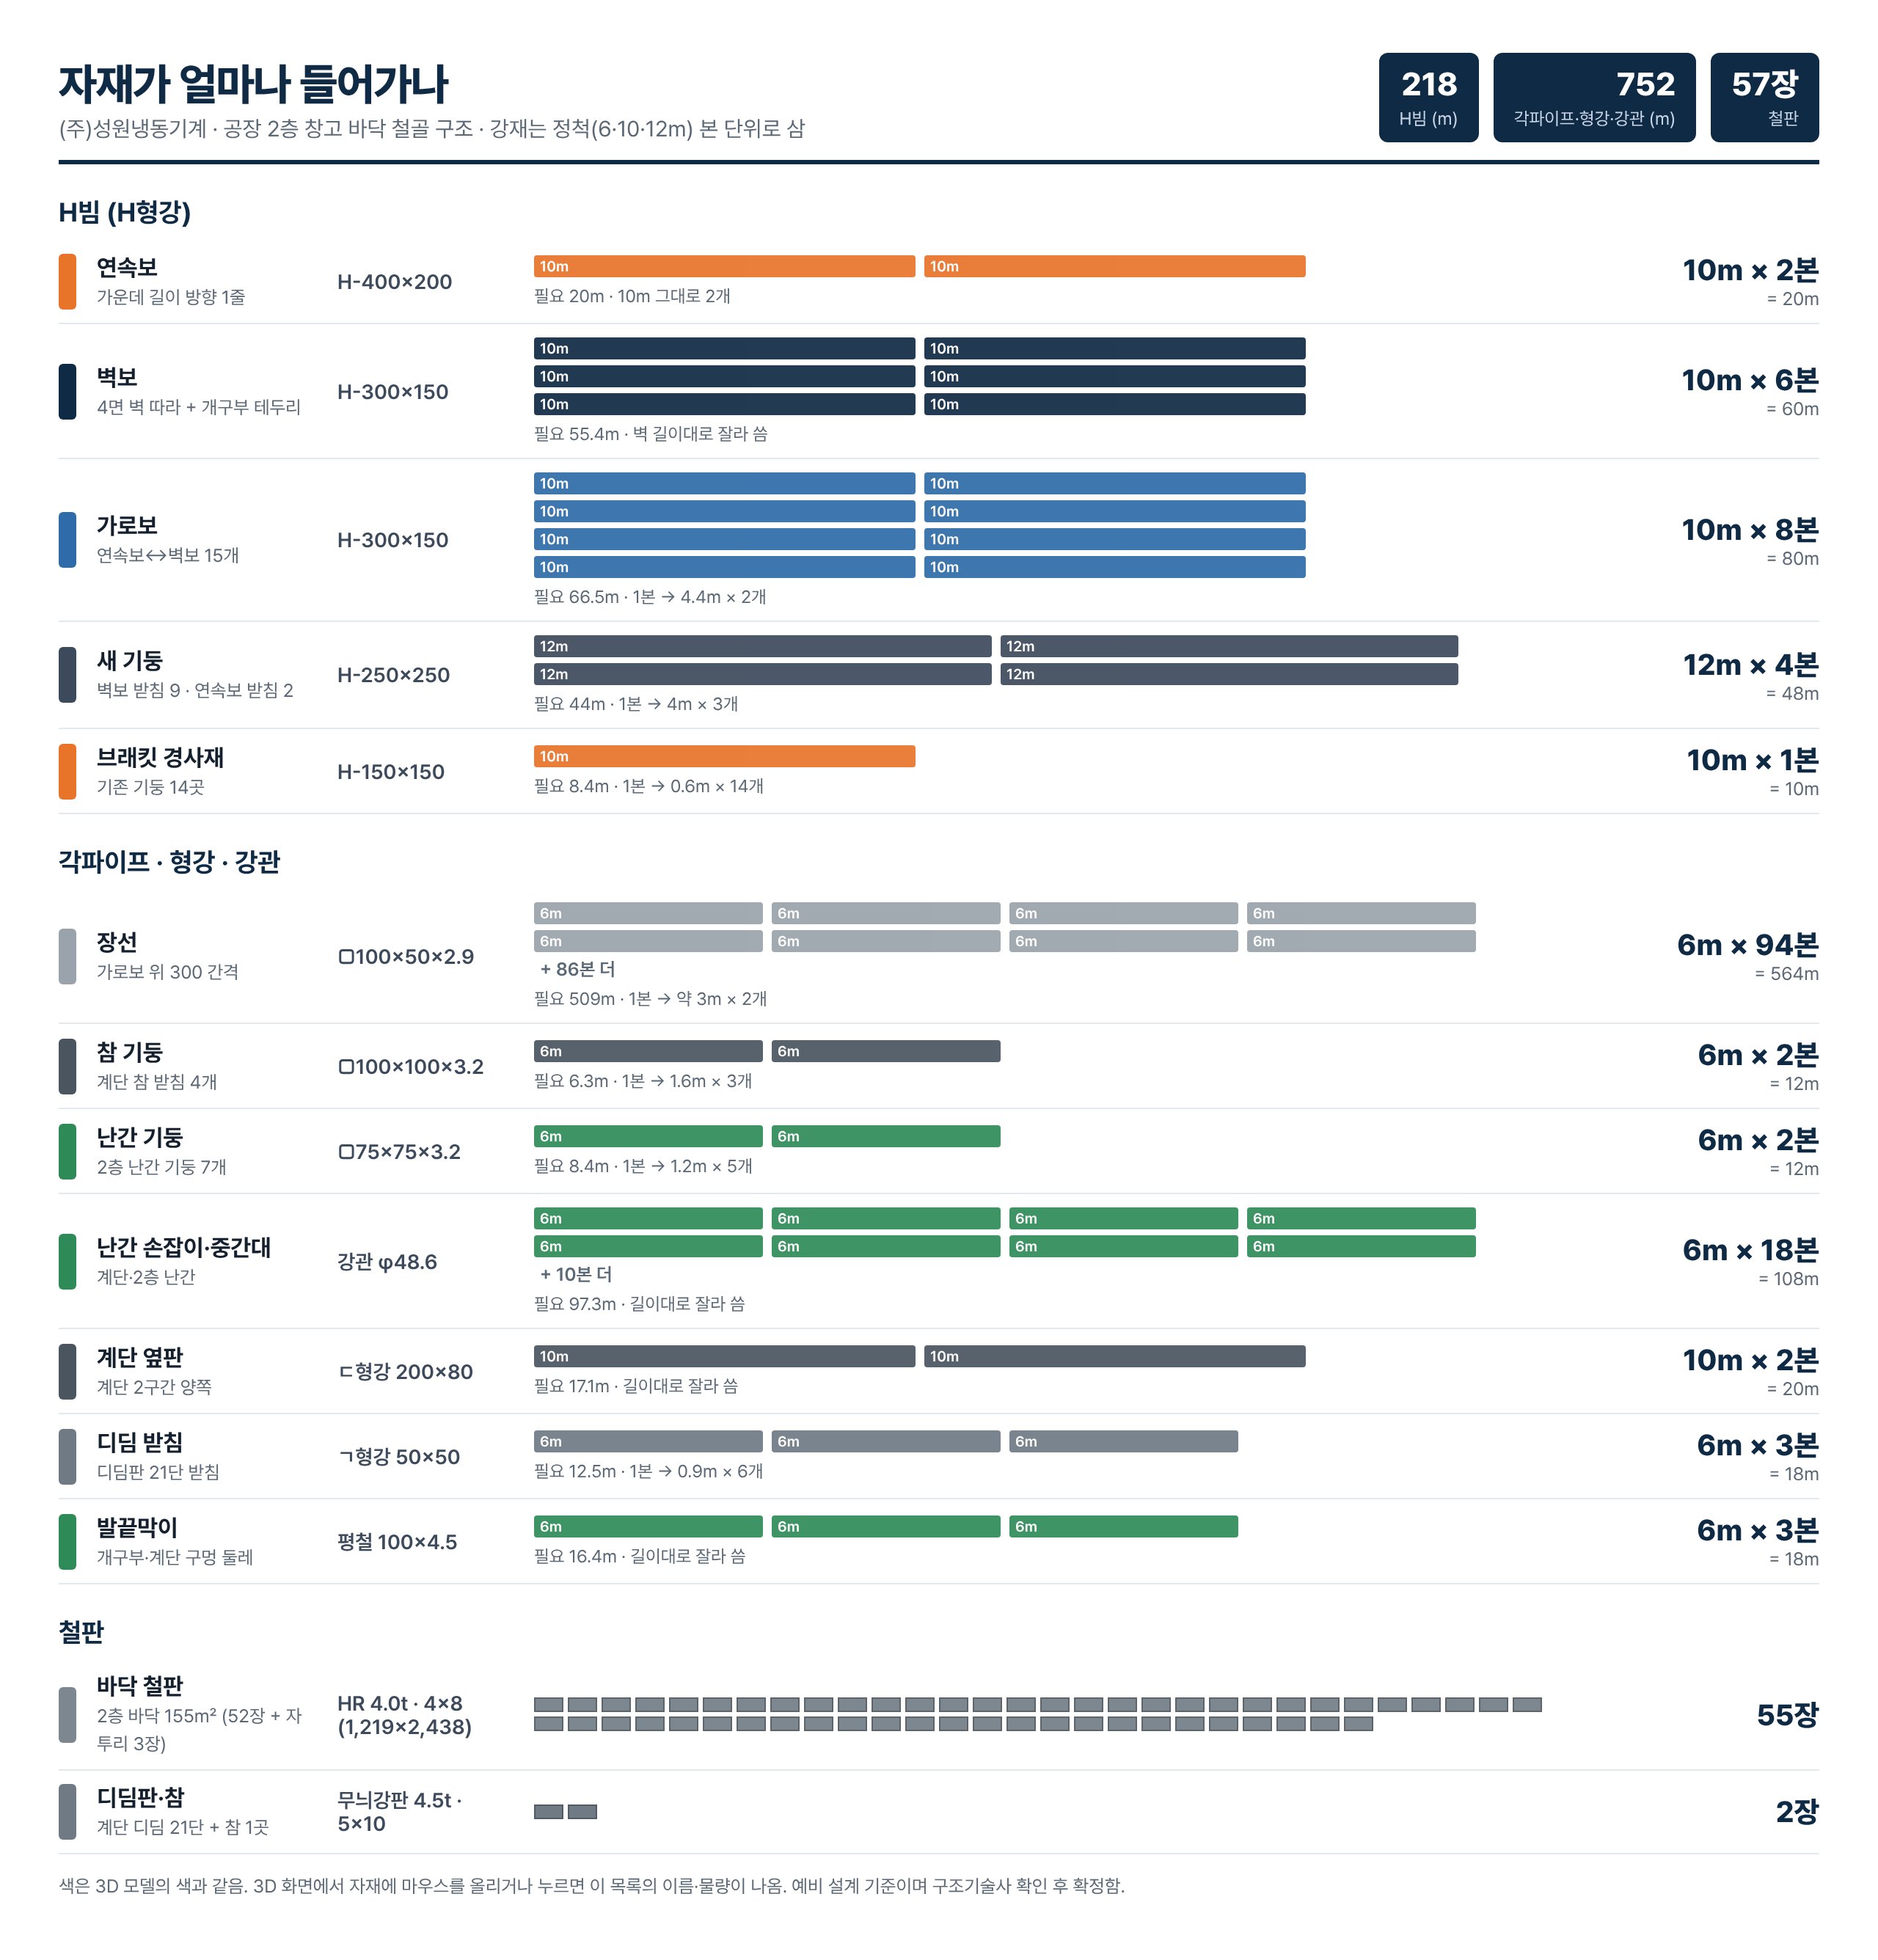 자재가 얼마나 들어가나
(주)성원냉동기계 · 공장 2층 창고 바닥 철골 구조 · 강재는 정척(6·10·12m) 본 단위로 삼
218
H빔 (m)
752
각파이프·형강·강관 (m)
57장
철판
H빔 (H형강)
연속보
가운데 길이 방향 1줄
H-400×200
10m 10m
필요 20m · 10m 그대로 2개
10m × 2본
= 20m
벽보
4면 벽 따라 + 개구부 테두리
H-300×150
10m 10m
10m 10m
10m 10m
필요 55.4m · 벽 길이대로 잘라 씀
10m × 6본
= 60m
가로보
연속보↔벽보 15개
H-300×150
10m 10m
10m 10m
10m 10m
10m 10m
필요 66.5m · 1본 → 4.4m × 2개
10m × 8본
= 80m
새 기둥
벽보 받침 9 · 연속보 받침 2
H-250×250
12m 12m
12m 12m
필요 44m · 1본 → 4m × 3개
12m × 4본
= 48m
브래킷 경사재
기존 기둥 14곳
H-150×150
10m
필요 8.4m · 1본 → 0.6m × 14개
10m × 1본
= 10m
각파이프 · 형강 · 강관
장선
가로보 위 300 간격
▢100×50×2.9
6m 6m 6m 6m
6m 6m 6m 6m
+ 86본 더
필요 509m · 1본 → 약 3m × 2개
6m × 94본
= 564m
참 기둥
계단 참 받침 4개
▢100×100×3.2
6m 6m
필요 6.3m · 1본 → 1.6m × 3개
6m × 2본
= 12m
난간 기둥
2층 난간 기둥 7개
▢75×75×3.2
6m 6m
필요 8.4m · 1본 → 1.2m × 5개
6m × 2본
= 12m
난간 손잡이·중간대
계단·2층 난간
강관 φ48.6
6m 6m 6m 6m
6m 6m 6m 6m
+ 10본 더
필요 97.3m · 길이대로 잘라 씀
6m × 18본
= 108m
계단 옆판
계단 2구간 양쪽
ㄷ형강 200×80
10m 10m
필요 17.1m · 길이대로 잘라 씀
10m × 2본
= 20m
디딤 받침
디딤판 21단 받침
ㄱ형강 50×50
6m 6m 6m
필요 12.5m · 1본 → 0.9m × 6개
6m × 3본
= 18m
발끝막이
개구부·계단 구멍 둘레
평철 100×4.5
6m 6m 6m
필요 16.4m · 길이대로 잘라 씀
6m × 3본
= 18m
철판
바닥 철판
2층 바닥 155m² (52장 + 자
투리 3장)
HR 4.0t · 4×8
(1,219×2,438)
55장
디딤판·참
계단 디딤 21단 + 참 1곳
무늬강판 4.5t ·
5×10
2장
색은 3D 모델의 색과 같음. 3D 화면에서 자재에 마우스를 올리거나 누르면 이 목록의 이름·물량이 나옴. 예비 설계 기준이며 구조기술사 확인 후 확정함.